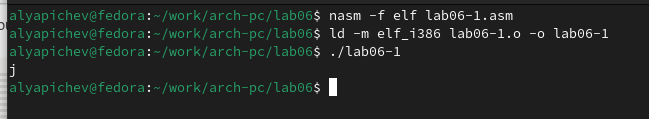 alyapichev@fedora:~/work/arch-pc/lab06$ nasm -f elf lab06-1.asm
alyapichev@fedora:~/work/arch-pc/lab06$ ld -m elf_i386 lab06-1.o -o lab06-1
alyapichev@fedora:~/work/arch-pc/lab06$ ./lab06-1
j
alyapichev@fedora:~/work/arch-pc/lab06$